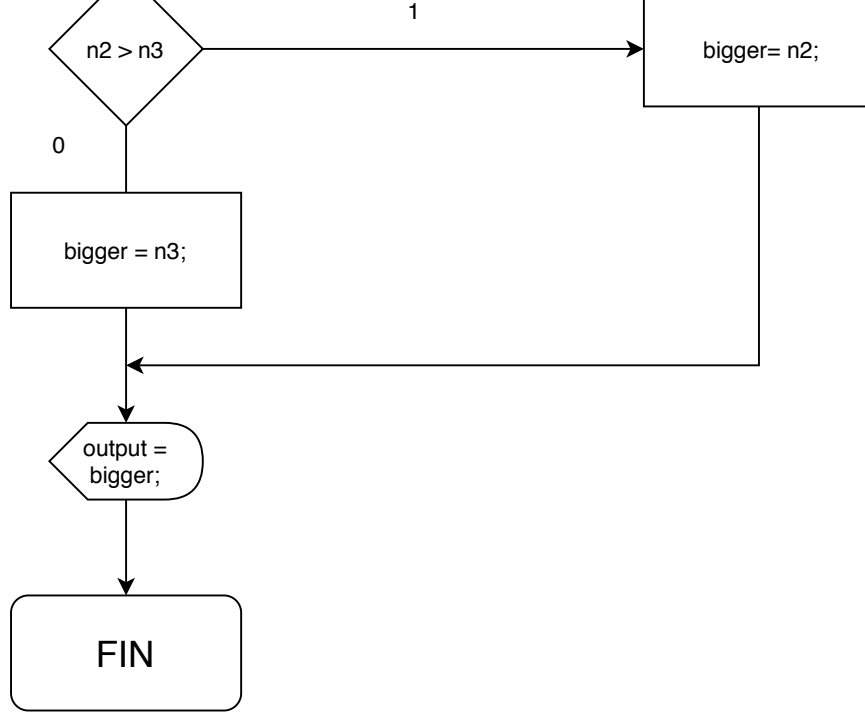 1
n2 > n3
bigger= n2;
0
bigger = n3;
output =
bigger;
FIN